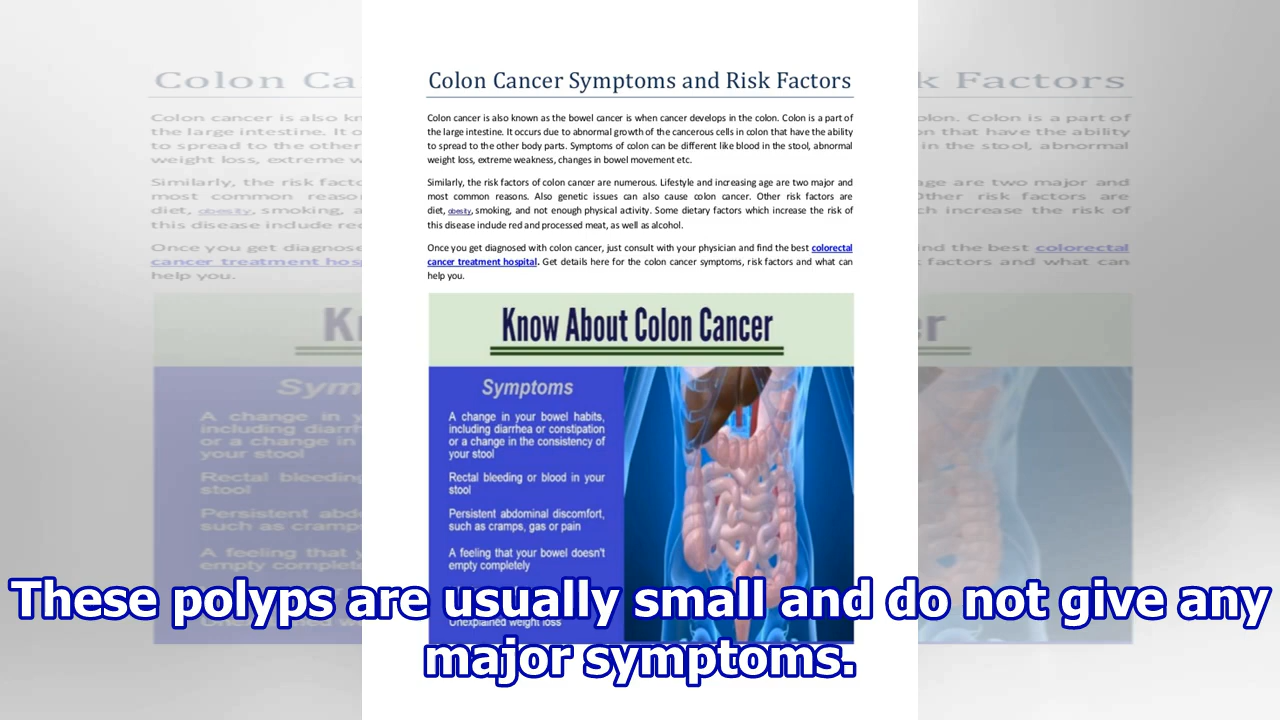 Colon Cancer Symptoms and Risk Factors
Colon cancer is also known as the bowel cancer is when cancer develops in the colon. Colon is a part of
the large intestine. It occurs due to abnormal growth of the cancerous cells in colon that have the ability
to spread to the other body parts. Symptoms of colon can be different like blood in the stool, abnormal
weight loss, extreme weakness, changes in bowel movement etc.
Similarly, the risk factors of colon cancer are numerous. Lifestyle and increasing age are two major and
most common reasons. Also genetic issues can also cause colon cancer. Other risk factors are
diet, obesity, smoking, and not enough physical activity. Some dietary factors which increase the risk of
this disease include red and processed meat, as well as alcohol.
Once you get diagnosed with colon cancer, just consult with your physician and find the best colorectal
cancer treatment hospital. Get details here for the colon cancer symptoms, risk factors and what can
help you.
Know About Colon Cancer
Symptoms
A change in your bowel habits,
including diarrhea or constipation
or a change in the consistency of
your stool
Rectal bleeding or blood in your
stool
Persistent abdominal discomfort,
such as cramps, gas or pain
A feeling that your bowel doesn't
empty completely
Unexplained weight loss
These polyps are usually small and do not give any
major symptoms.